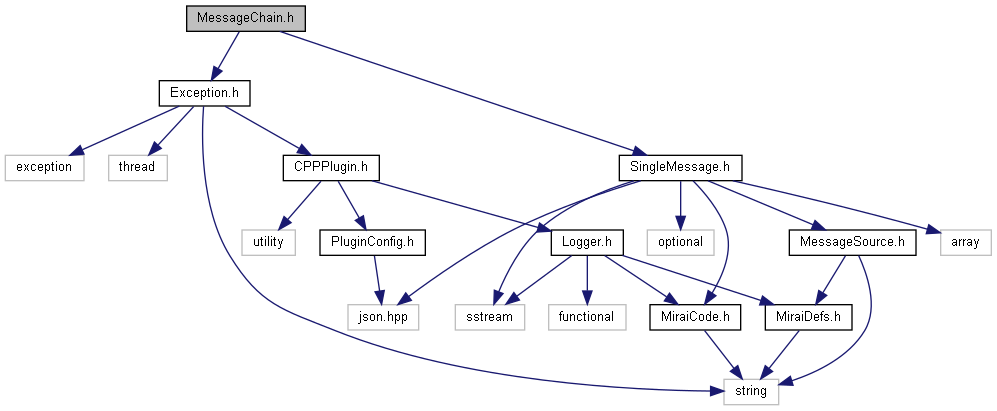 MessageChain.h
Exception.h
exception
thread
CPPPlugin.h
SingleMessage.h
utility
PluginConfig.h
Logger.h
optional
MessageSource.h
array
json.hpp
sstream
functional
MiraiCode.h
MiraiDefs.h
string